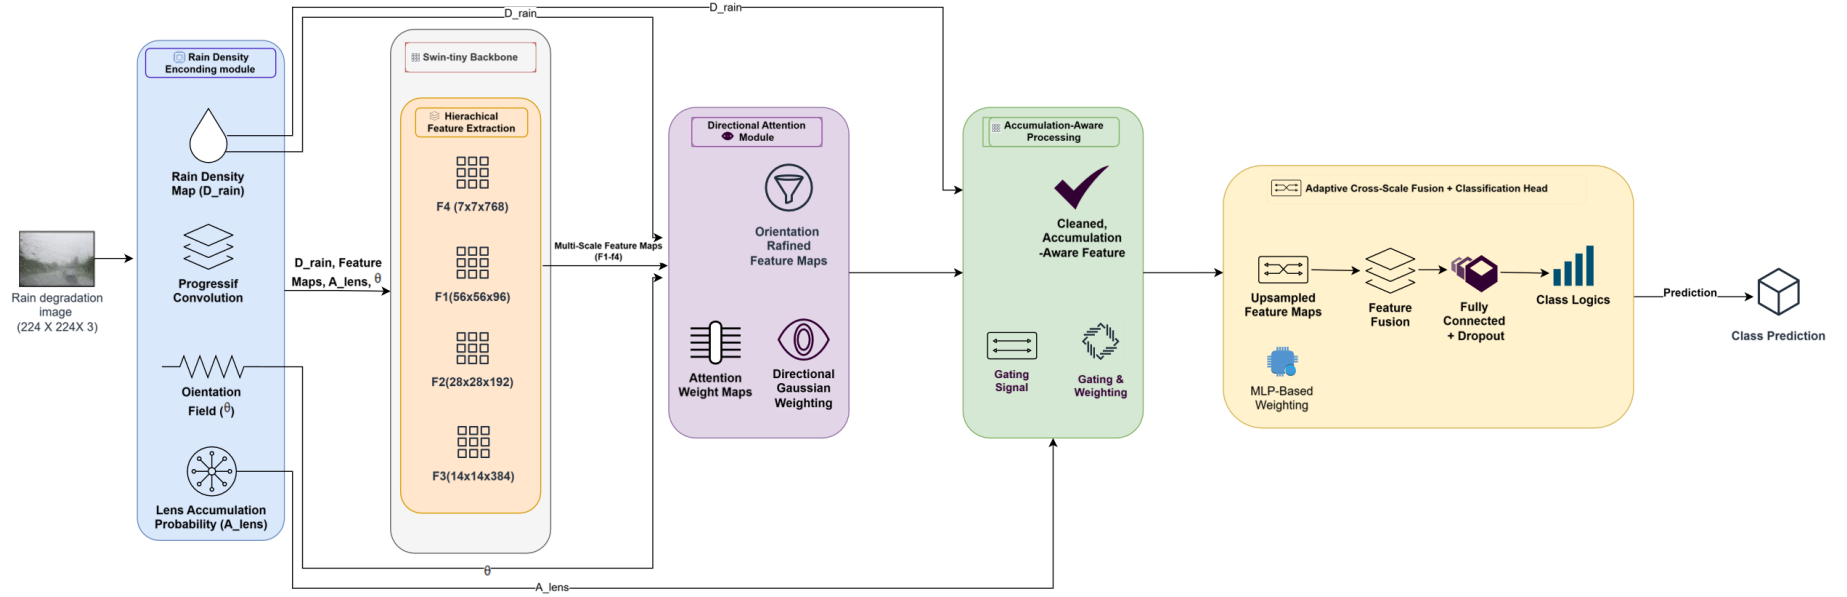 D_rain
D_rain
Rain Density
Enconding module
Rain Density
Map (D_rain)
Progressif
Convolution
Oientation
Field (θ)
Lens Accumulation
Probability (A_lens)
Rain degradation
image
(224 X 224X 3)
D_rain, Feature
Maps, A_lens, θ
Swin-tiny Backbone
Hierachical
Feature Extraction
F4 (7x7x768)
F1(56x56x96)
F2(28x28x192)
F3(14x14x384)
Multi-Scale Feature Maps
(F1-f4)
θ
A_lens
Directional Attention
Module
Orientation
Rafined
Feature Maps
Attention
Weight Maps
Directional
Gaussian
Weighting
Accumulation-Aware
Processing
Cleaned,
Accumulation
-Aware Feature
Gating
Signal
Gating &
Weighting
Adaptive Cross-Scale Fusion + Classification Head
Upsampled
Feature Maps
Feature
Fusion
Fully
Connected
+ Dropout
Class Logics
MLP-Based
Weighting
Prediction
Class Prediction